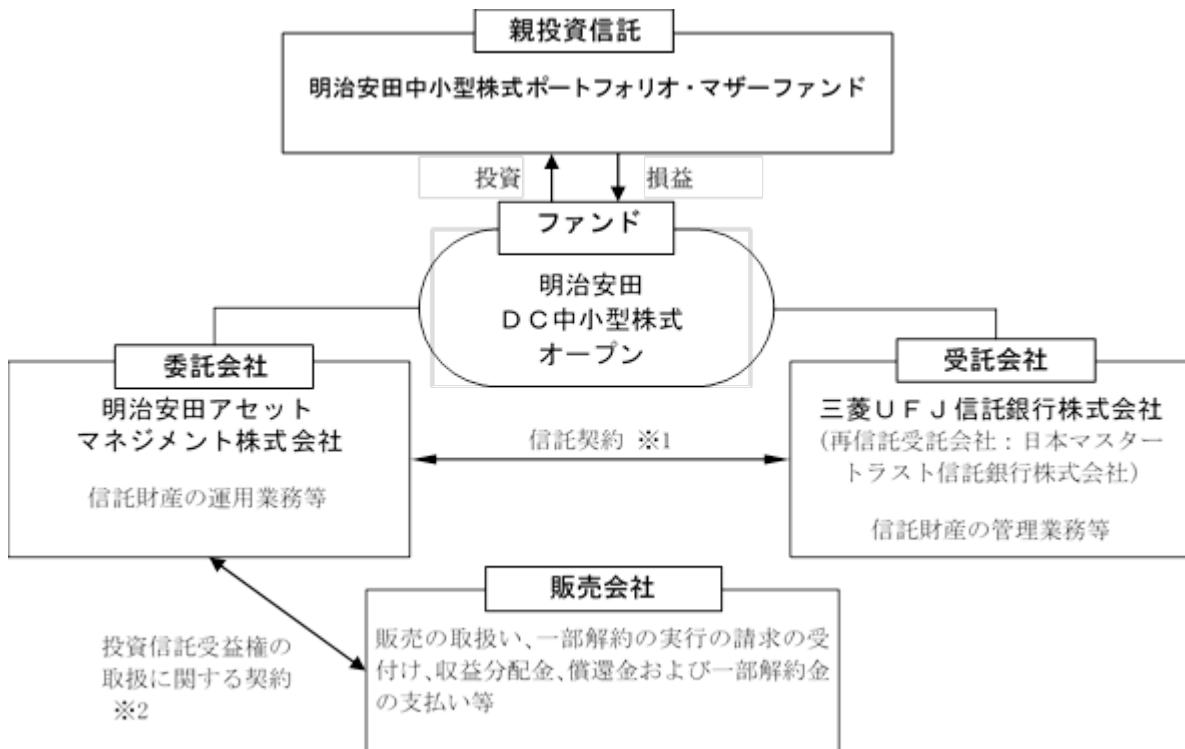 親投資信託
明治安田中小型株式ポートフォリオ・マザーファンド
投資
損益
ファンド
明治安田
ＤＣ中小型株式
オープン
委託会社
明治安田アセット
マネジメント株式会社
信託財産の運用業務等
信託契約 ※1
受託会社
三菱ＵＦＪ信託銀行株式会社
(再信託受託会社：日本マスター
トラスト信託銀行株式会社)
信託財産の管理業務等
投資信託受益権の
取扱に関する契約
※2
販売会社
販売の取扱い、一部解約の実行の請求の受
付け、収益分配金、償還金および一部解約金
の支払い等